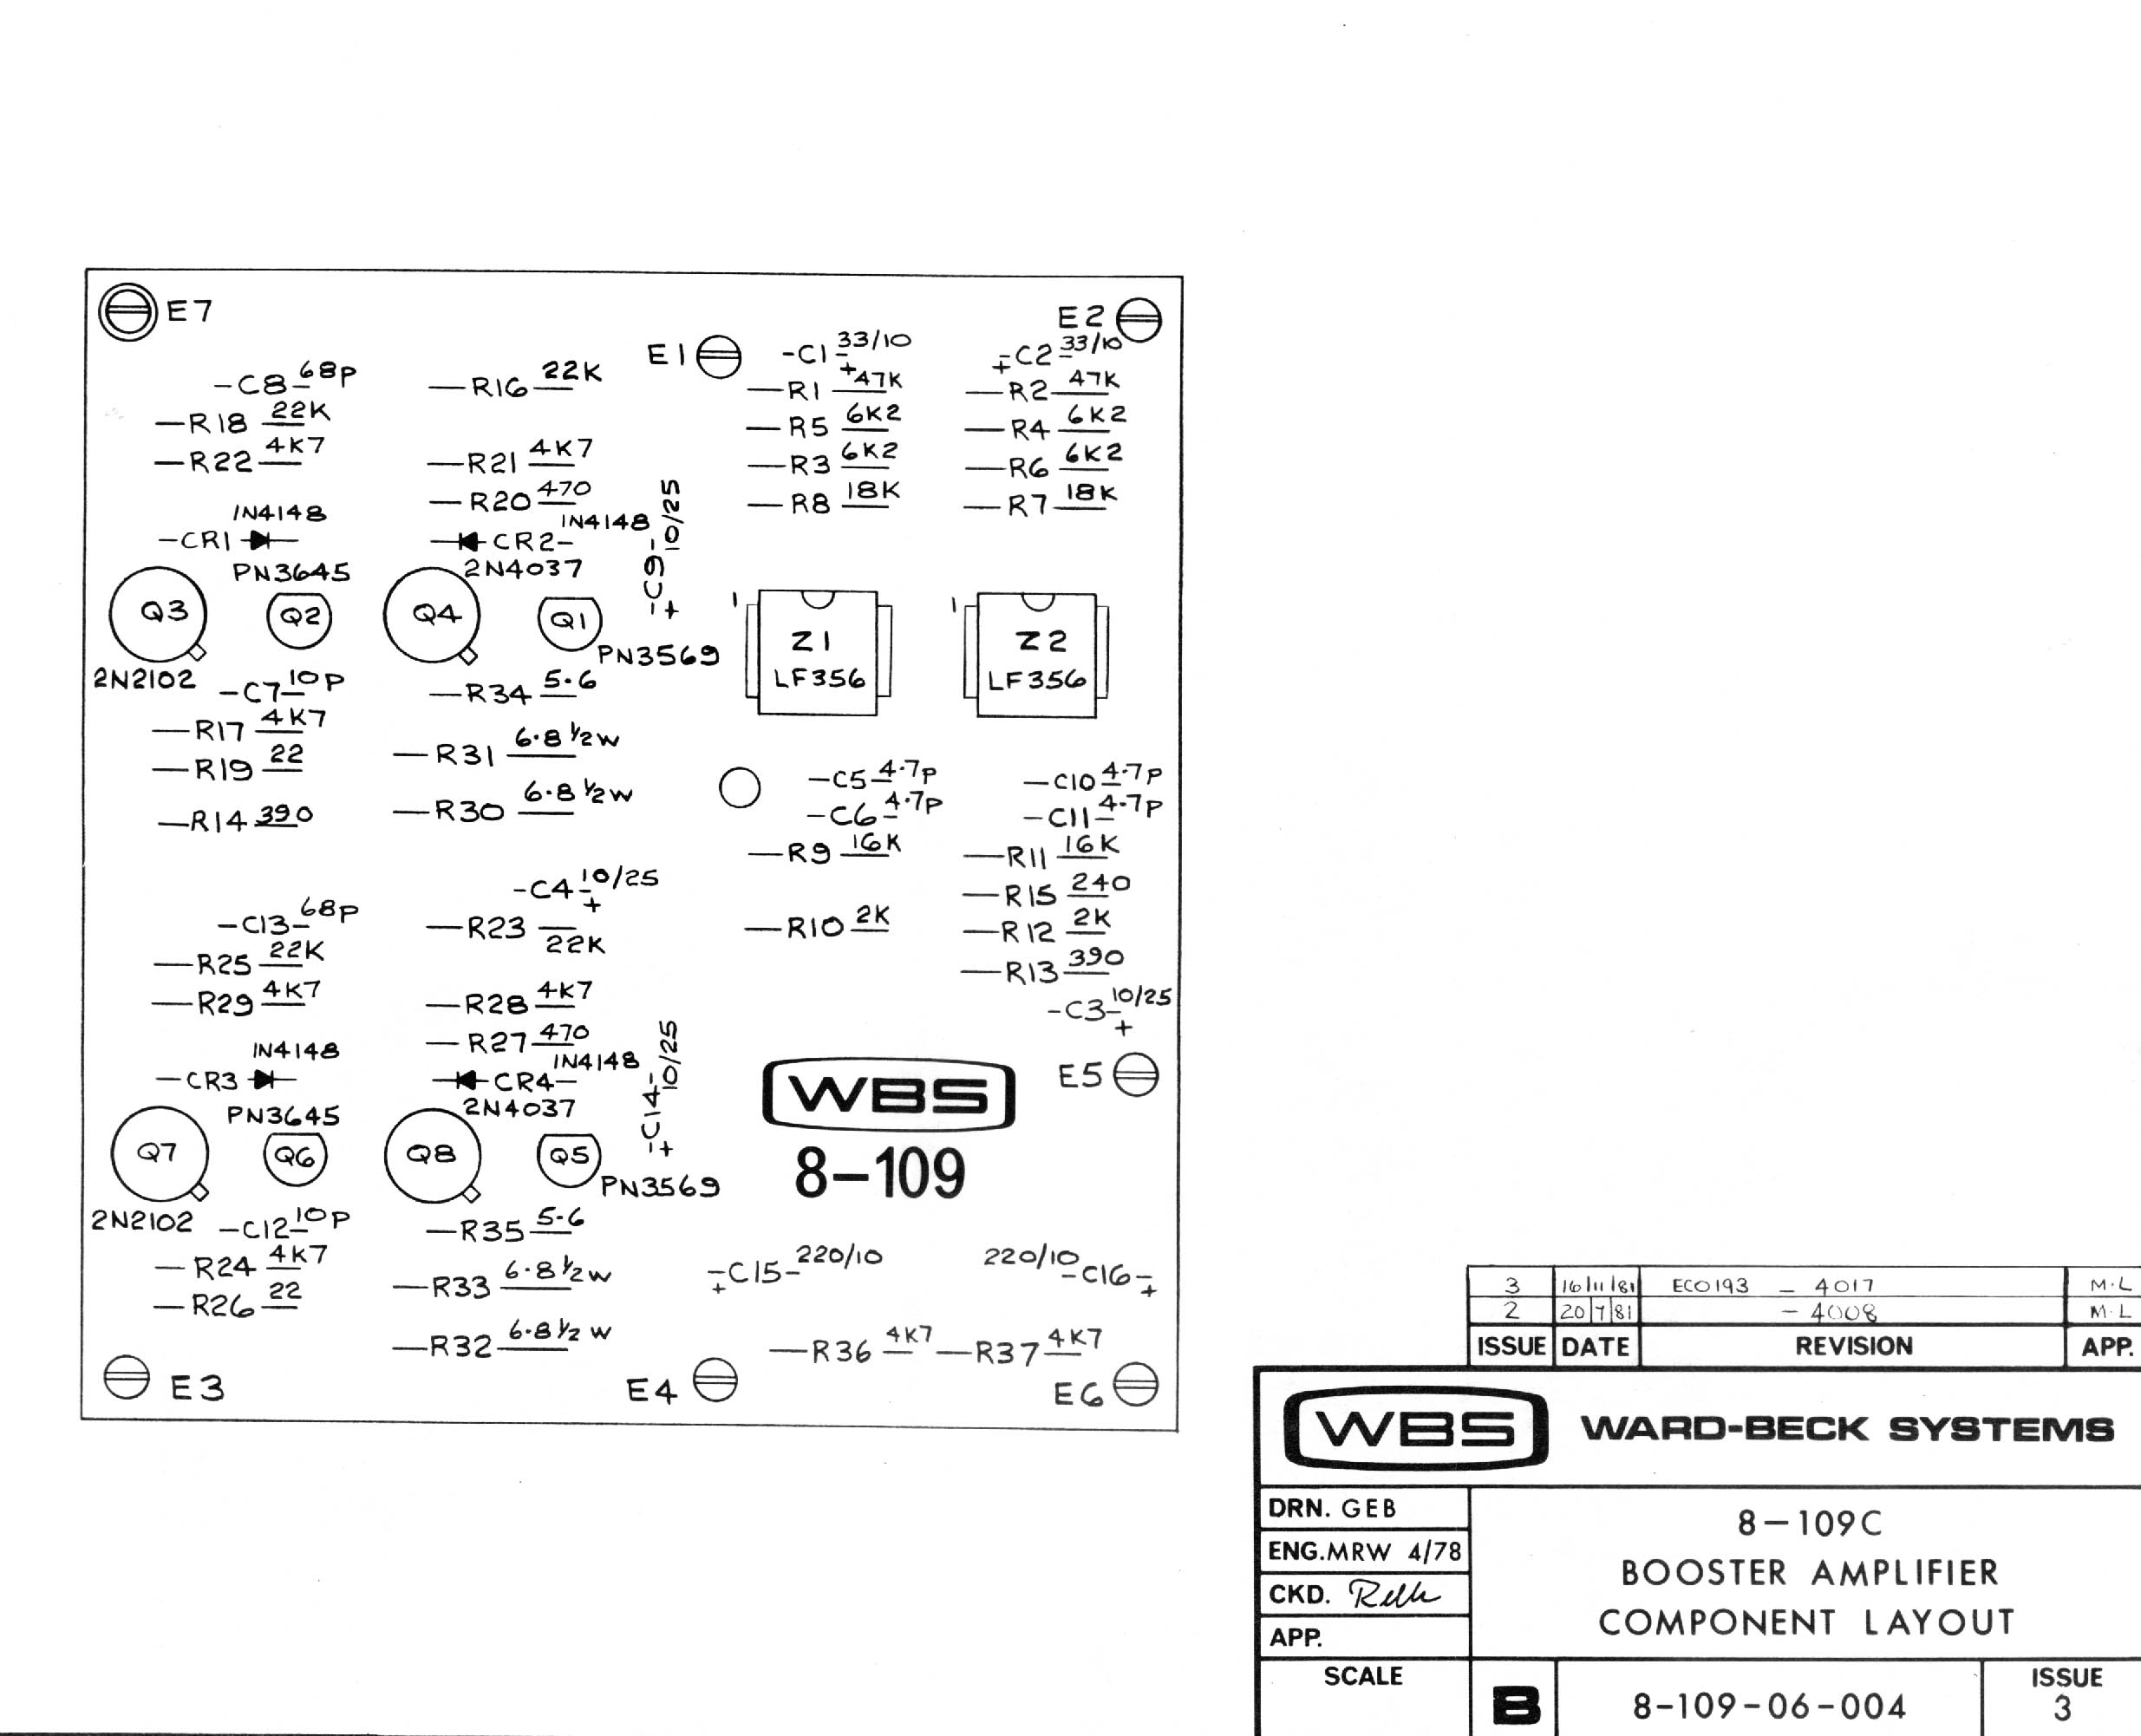 E7
E2
E1
-C1- 33/10 +
+ -C2- 33/10
-C8- 68P
—R16— 22K
—R1— 47K
—R2— 47K
—R18— 22K
—R5— 6K2
—R4— 6K2
—R22— 4K7
—R21— 4K7
—R3— 6K2
—R6— 6K2
—R20— 470
—R8— 18K
—R7— 18K
1N4148
-CR1
1N4148
CR2-
-C9- 10/25 +
PN3645
2N4037
Q3
Q2
Q4
Q1
PN3569
2N2102
1
Z1
LF356
1
Z2
LF356
-C7- 10P
—R34— 5.6
—R17— 4K7
—R31— 6.8 ½W
—R19— 22
—C5— 4.7P
—C10— 4.7P
—R14— 390
—R30— 6.8 ½W
—C6— 4.7P
—C11— 4.7P
—R9— 16K
—R11— 16K
-C4- 10/25 +
—R15— 240
-C13- 68P
—R23— 22K
—R10— 2K
—R12— 2K
—R25— 22K
—R13— 390
—R29— 4K7
—R28— 4K7
-C3- 10/25 +
—R27— 470
1N4148
—CR3
1N4148
CR4—
-C14- 10/25 +
WBS
8-109
E5
PN3645
2N4037
Q7
Q6
Q8
Q5
PN3569
2N2102
-C12- 10P
—R35— 5.6
—R24— 4K7
—R33— 6.8 ½W
+ -C15- 220/10
220/10 -C16- +
—R26— 22
—R32— 6.8 ½W
—R36— 4K7
—R37— 4K7
E3
E4
E6
3 16/11/81 ECO193 - 4017 M.L
2 20/7/81 - 4008 M.L
ISSUE DATE REVISION APP.
WBS WARD-BECK SYSTEMS
DRN. GEB
ENG. MRW 4/78
CKD.
APP.
8-109C
BOOSTER AMPLIFIER
COMPONENT LAYOUT
SCALE
B
8-109-06-004
ISSUE
3